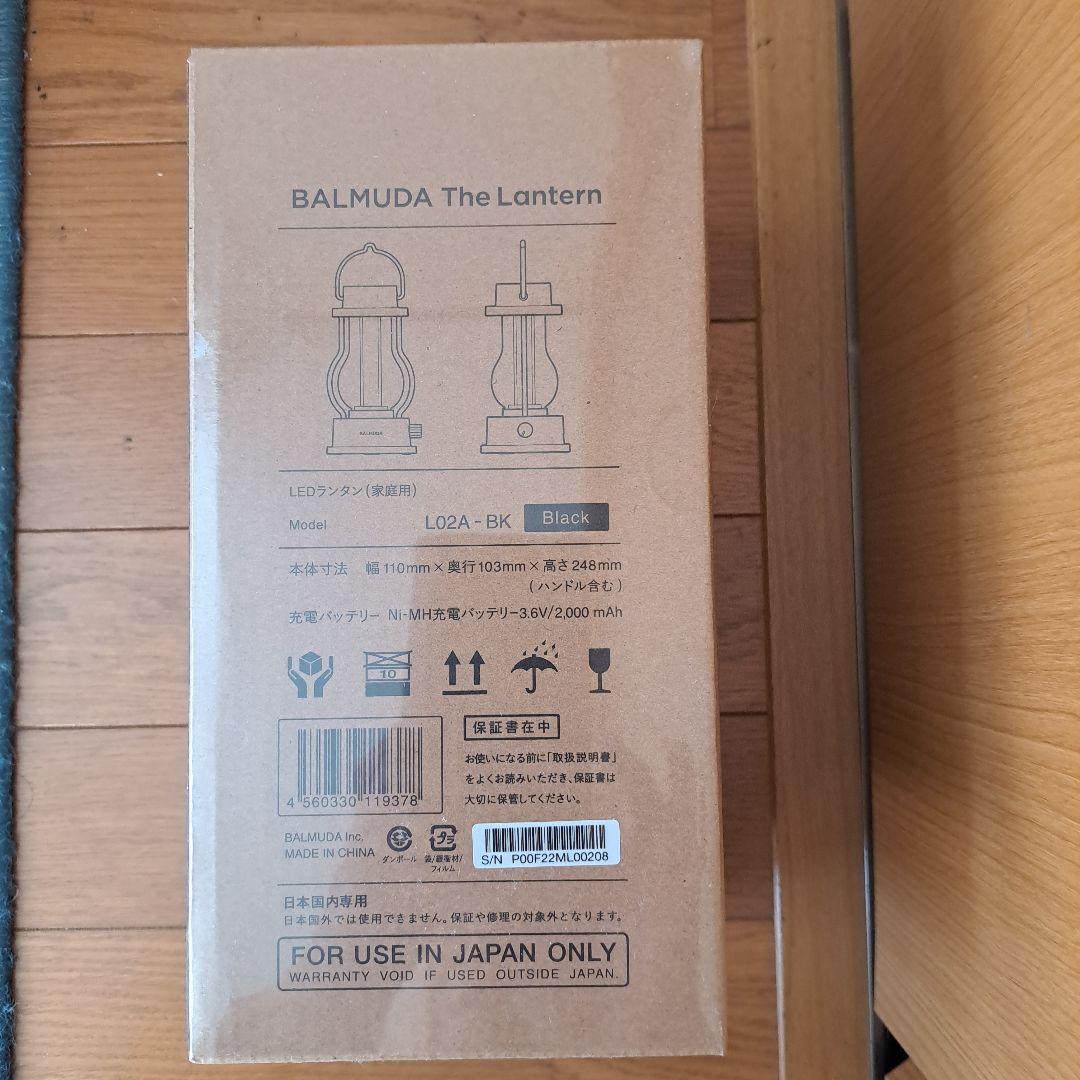 BALMUDA The Lantern
BALMUDA
LEDランタン(家庭用)
Model L02A - BK Black
本体寸法 幅110mm×奥行103mm×高さ248mm
(ハンドル含む)
充電バッテリー Ni-MH充電バッテリー3.6V/2,000 mAh
10
保証書在中
お使いになる前に「取扱説明書」
をよくお読みいただき、保証書は
大切に保管してください。
4 560330 119378
BALMUDA Inc.
MADE IN CHINA
ダンボール
プラ
袋/緩衝材/
フィルム
S/N P00F22ML00208
日本国内専用
日本国外では使用できません。保証や修理の対象外となります。
FOR USE IN JAPAN ONLY
WARRANTY VOID IF USED OUTSIDE JAPAN.